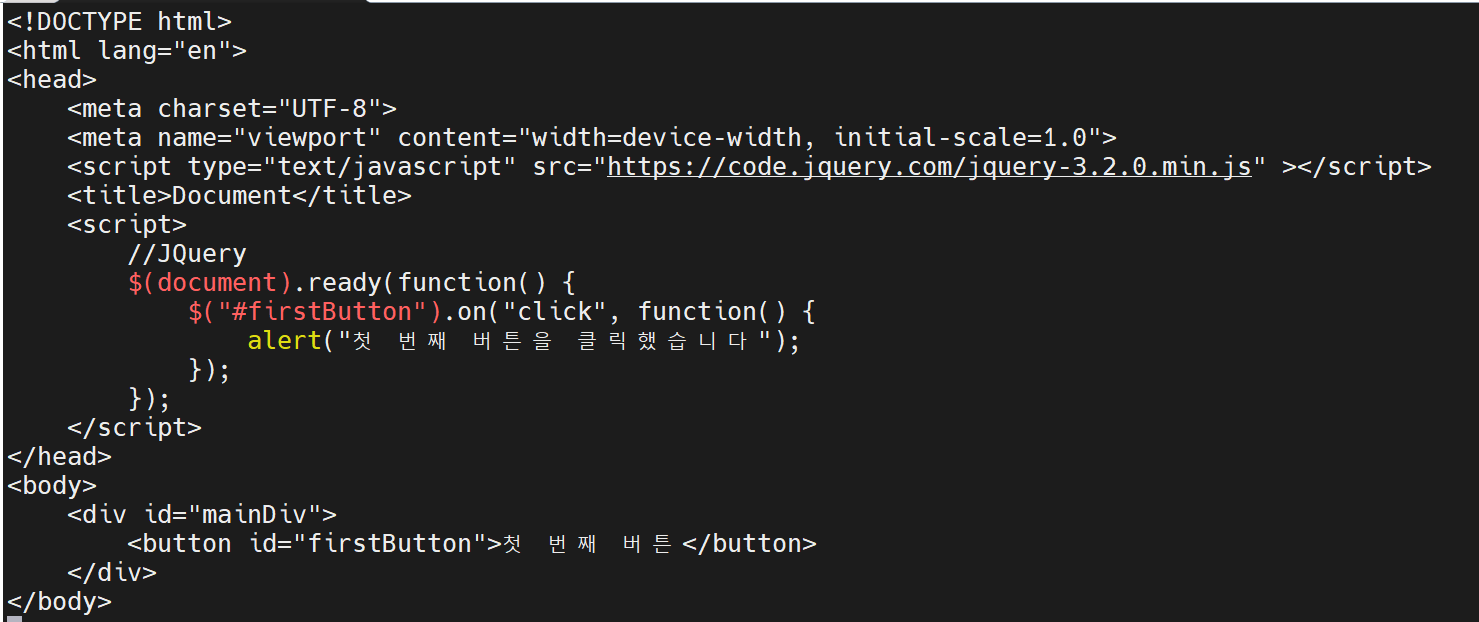 <!DOCTYPE html>
<html lang="en">
<head>
    <meta charset="UTF-8">
    <meta name="viewport" content="width=device-width, initial-scale=1.0">
    <script type="text/javascript" src="https://code.jquery.com/jquery-3.2.0.min.js" ></script>
    <title>Document</title>
    <script>
        //JQuery
        $(document).ready(function() {
            $("#firstButton").on("click", function() {
                alert("첫 번째 버튼을 클릭했습니다");
            });
        });
    </script>
</head>
<body>
    <div id="mainDiv">
        <button id="firstButton">첫 번째 버튼</button>
    </div>
</body>